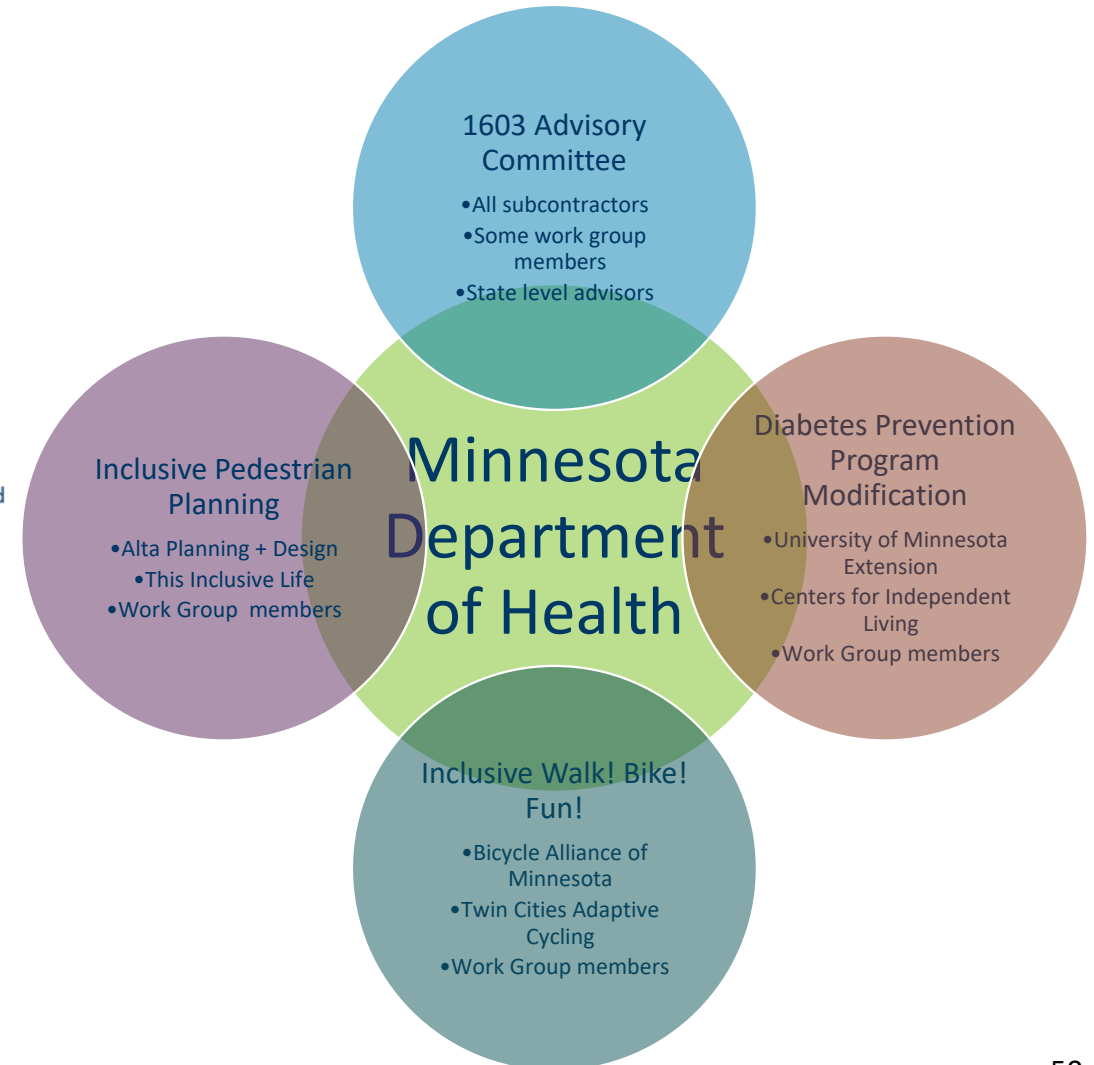 1603 Advisory
Committee
•All subcontractors
•Some work group
members
•State level advisors
Inclusive Pedestrian
Planning
•Alta Planning + Design
•This Inclusive Life
•Work Group members
Minnesota
Department
of Health
Diabetes Prevention
Program
Modification
•University of Minnesota
Extension
•Centers for Independent
Living
•Work Group members
Inclusive Walk! Bike!
Fun!
•Bicycle Alliance of
Minnesota
•Twin Cities Adaptive
Cycling
•Work Group members